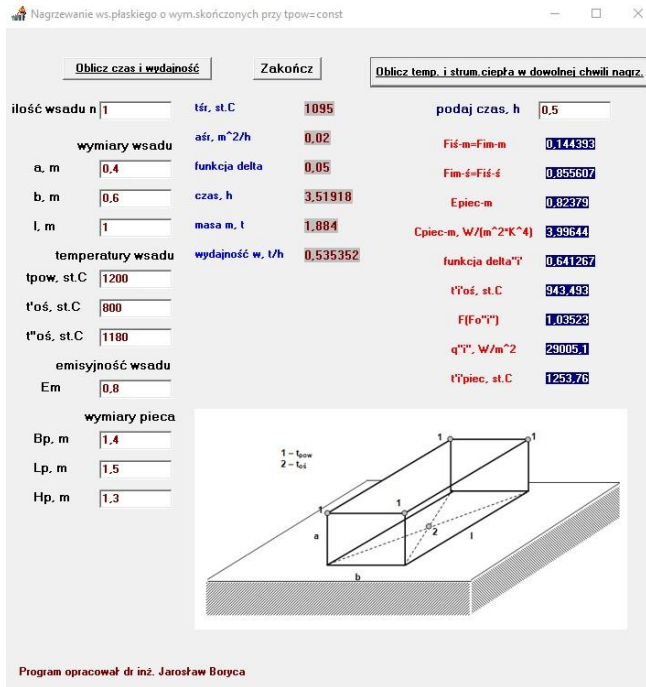 Nagrzewanie ws.płaskiego o wym.skończonych przy tpow=const
Oblicz czas i wydajność
Zakończ
Oblicz temp. i strum.ciepła w dowolnej chwili nagrz.
ilość wsadu n 1
wymiary wsadu
a, m 0,4
b, m 0,6
l, m 1
temperatury wsadu
tpow, st.C 1200
t'oś, st.C 800
t"oś, st.C 1180
emisyjność wsadu
Em 0,8
wymiary pieca
Bp, m 1,4
Lp, m 1,5
Hp, m 1,3
tśr, st.C 1095
aśr, m^2/h 0,02
funkcja delta 0,05
czas, h 3,51918
masa m, t 1,884
wydajność w, t/h 0,535352
podaj czas, h 0,5
Fiś-m=Fim-m 0,144393
Fim-ś=Fiś-ś 0,855607
Epiec-m 0,82379
Cpiec-m, W/(m^2*K^4) 3,99644
funkcja delta"i' 0,641267
t'i'oś, st.C 943,493
F(Fo"i") 1,03523
q"i", W/m^2 29005,1
t'i'piec, st.C 1253,76
1 – tpow
2 – toś
1
1
1
1
a
2
l
b
Program opracował dr inż. Jarosław Boryca